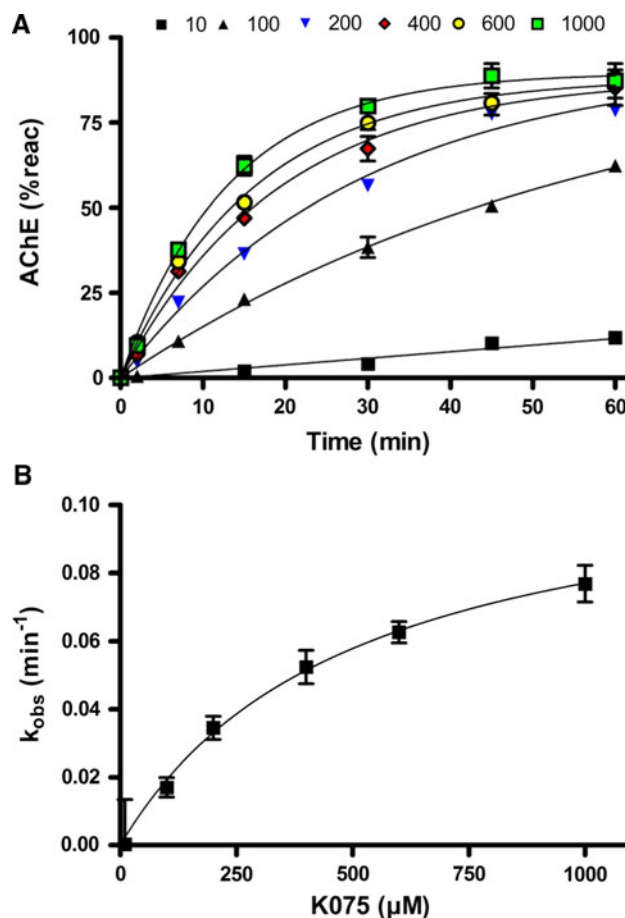 A
10 100 200 400 600 1000
100
75
50
25
0
AChE (%reac)
0 10 20 30 40 50 60
Time (min)
B
0.10
0.08
0.06
0.04
0.02
0.00
kobs (min-1)
0 250 500 750 1000
K075 (µM)